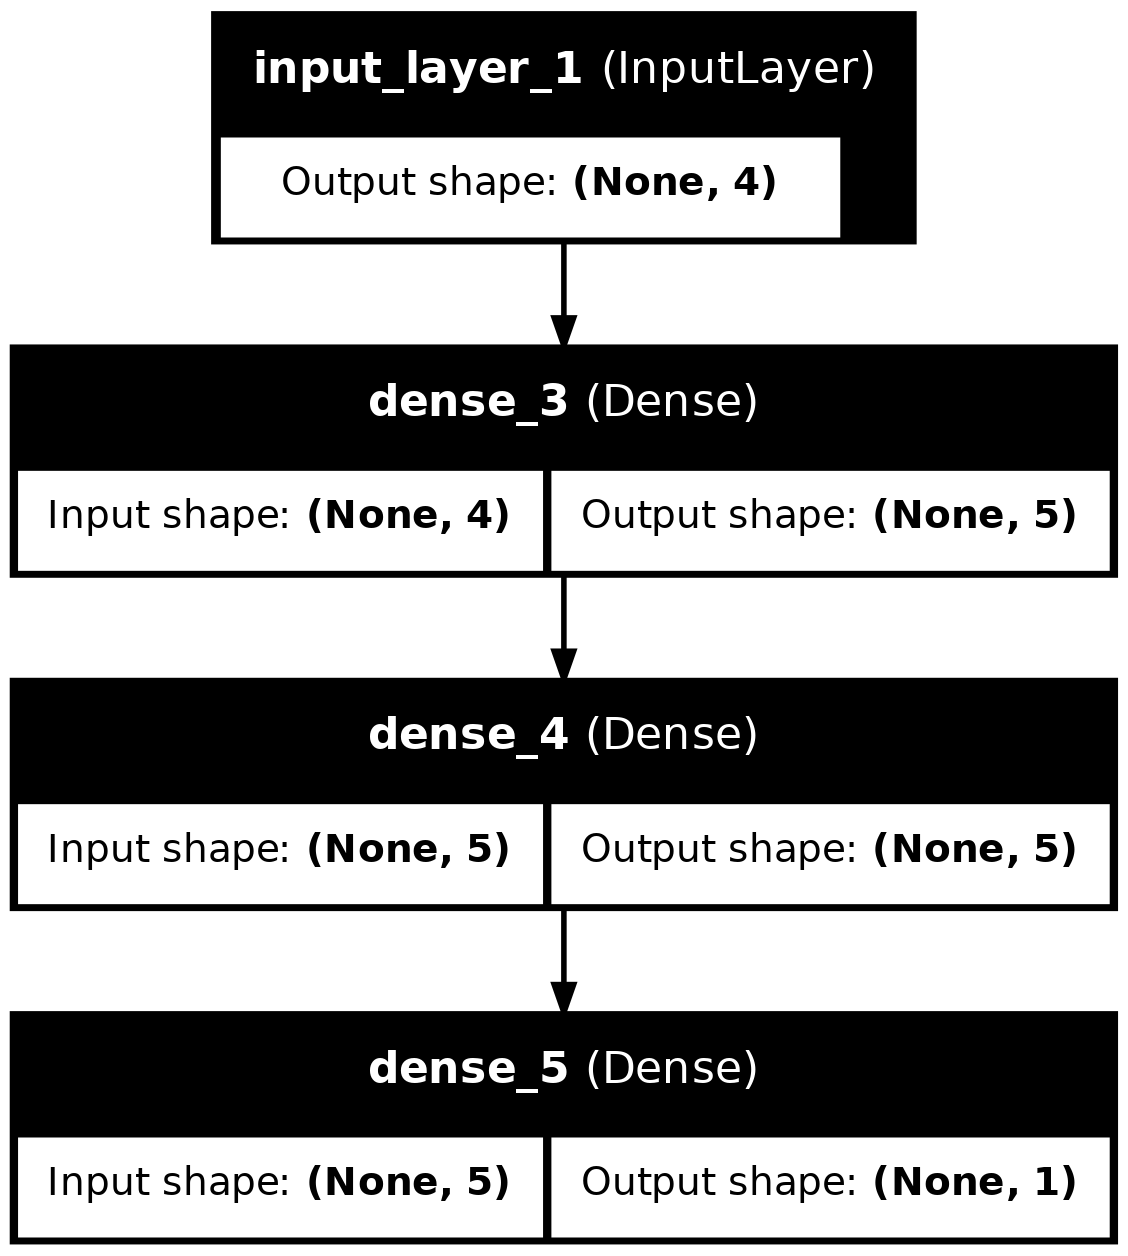 input_layer_1 (InputLayer)
Output shape: (None, 4)
dense_3 (Dense)
Input shape: (None, 4) Output shape: (None, 5)
dense_4 (Dense)
Input shape: (None, 5) Output shape: (None, 5)
dense_5 (Dense)
Input shape: (None, 5) Output shape: (None, 1)